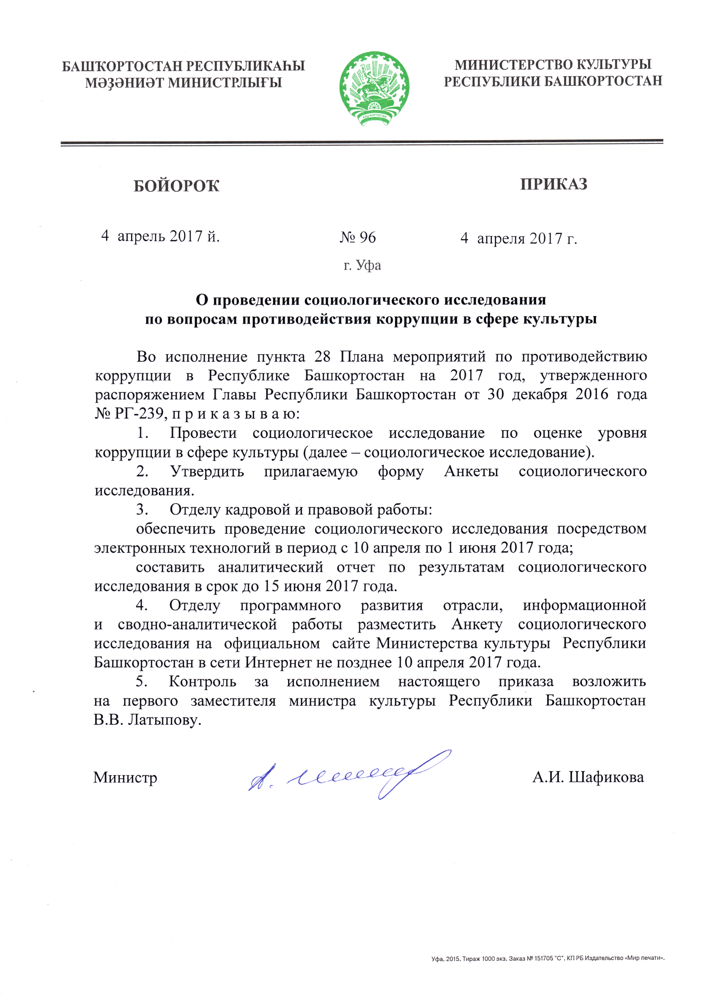 БАШҠОРТОСТАН РЕСПУБЛИКАҺЫ
МӘҘӘНИӘТ МИНИСТРЛЫҒЫ
БАШҠОРТОСТАН
МИНИСТЕРСТВО КУЛЬТУРЫ
РЕСПУБЛИКИ БАШКОРТОСТАН
БОЙОРОҠ
ПРИКАЗ
4 апрель 2017 й.
№ 96
4 апреля 2017 г.
г. Уфа
О проведении социологического исследования
по вопросам противодействия коррупции в сфере культуры
Во исполнение пункта 28 Плана мероприятий по противодействию
коррупции в Республике Башкортостан на 2017 год, утвержденного
распоряжением Главы Республики Башкортостан от 30 декабря 2016 года
№ РГ-239, п р и к а з ы в а ю:
1. Провести социологическое исследование по оценке уровня
коррупции в сфере культуры (далее – социологическое исследование).
2. Утвердить прилагаемую форму Анкеты социологического
исследования.
3. Отделу кадровой и правовой работы:
обеспечить проведение социологического исследования посредством
электронных технологий в период с 10 апреля по 1 июня 2017 года;
составить аналитический отчет по результатам социологического
исследования в срок до 15 июня 2017 года.
4. Отделу программного развития отрасли, информационной
и сводно-аналитической работы разместить Анкету социологического
исследования на официальном сайте Министерства культуры Республики
Башкортостан в сети Интернет не позднее 10 апреля 2017 года.
5. Контроль за исполнением настоящего приказа возложить
на первого заместителя министра культуры Республики Башкортостан
В.В. Латыпову.
Министр
А.И. Шафикова
Уфа. 2015. Тираж 1000 экз. Заказ № 151705 "С". КП РБ Издательство «Мир печати».